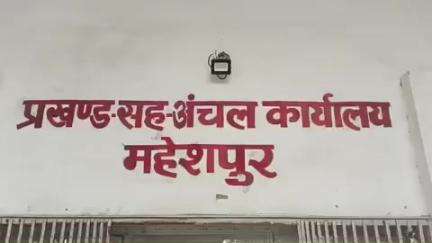 प्रखण्ड-सह-अंचल कार्यालय
महेशपुर